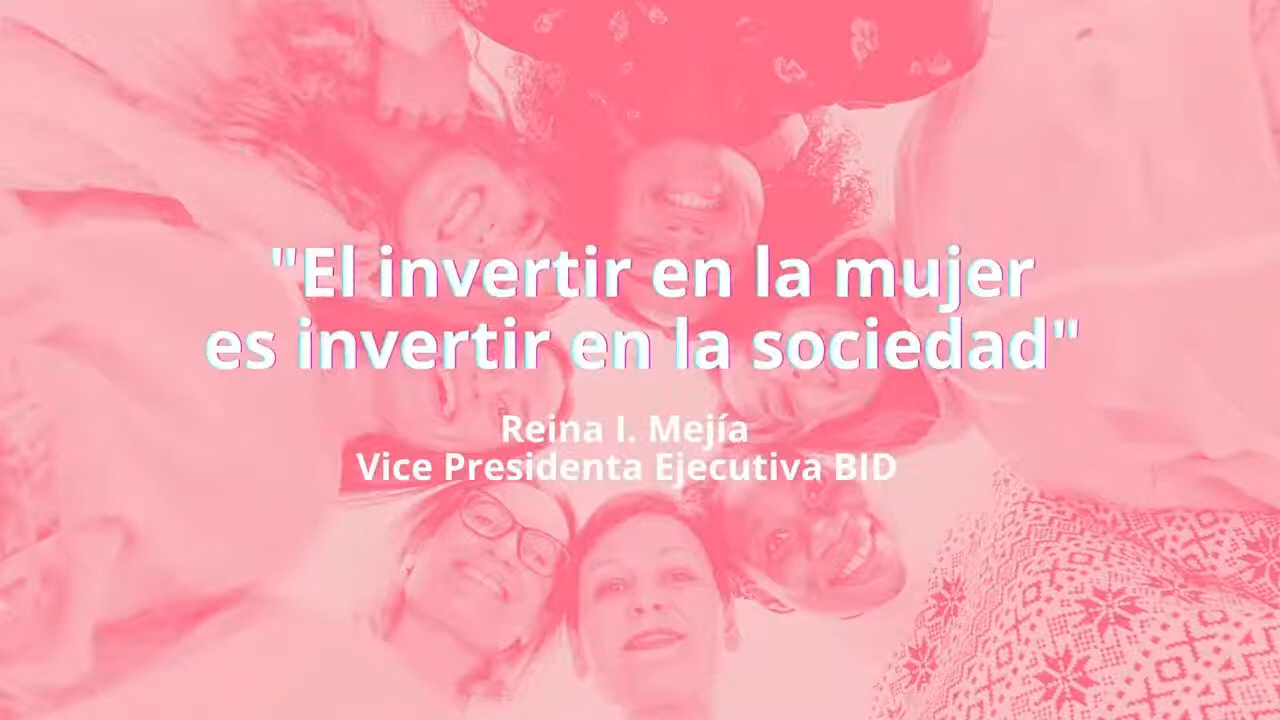 "El invertir en la mujer
es invertir en la sociedad"
Reina I. Mejía
Vice Presidenta Ejecutiva BID